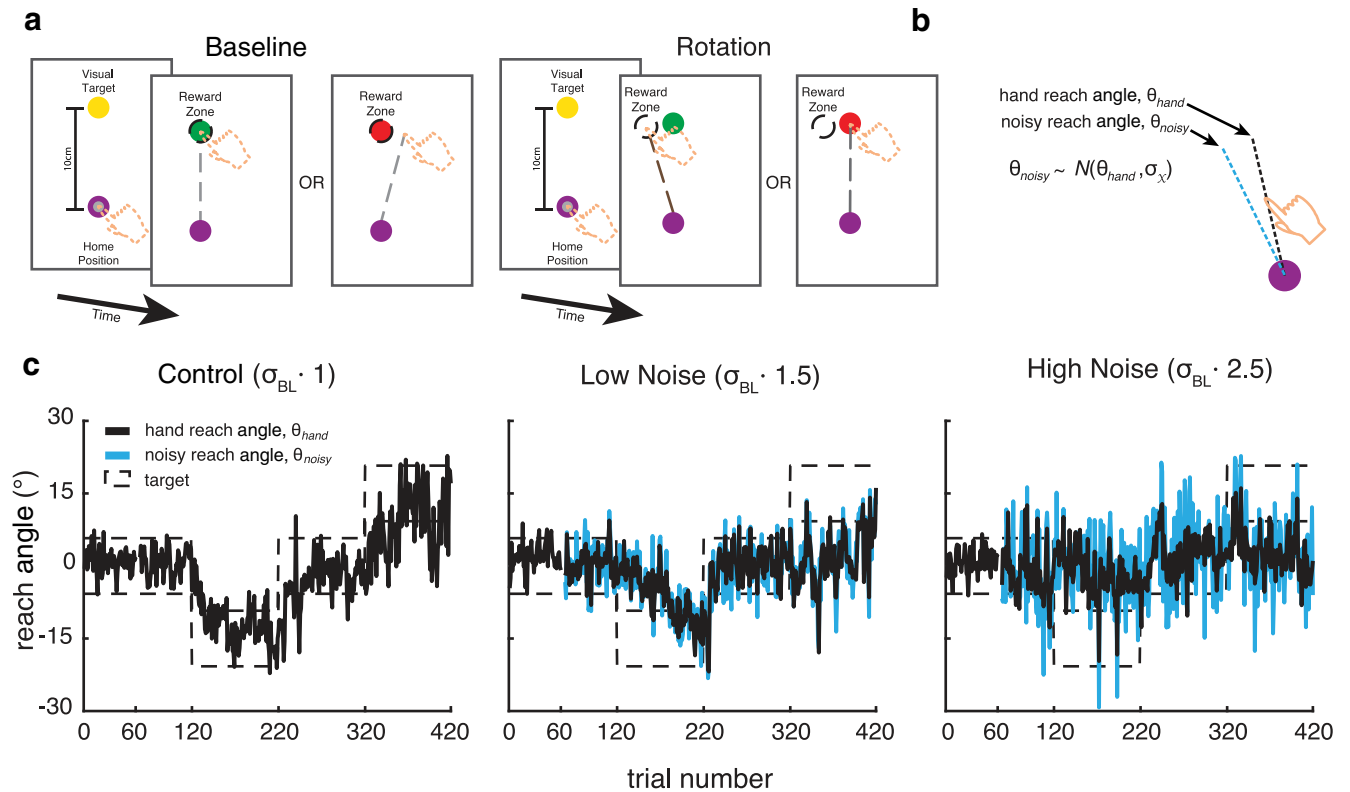 a
Baseline
Rotation
b
Visual
Target
10cm
Home
Position
Reward
Zone
Reward
Zone
OR
Time
Visual
Target
10cm
Home
Position
Reward
Zone
Reward
Zone
OR
Time
hand reach angle, θhand
noisy reach angle, θnoisy
θnoisy ~ N(θhand,σχ)
c
Control (σBL · 1)
Low Noise (σBL · 1.5)
High Noise (σBL · 2.5)
hand reach angle, θhand
noisy reach angle, θnoisy
target
reach angle (°)
30
15
0
-15
-30
0 60 120 220 320 420
0 60 120 220 320 420
0 60 120 220 320 420
trial number